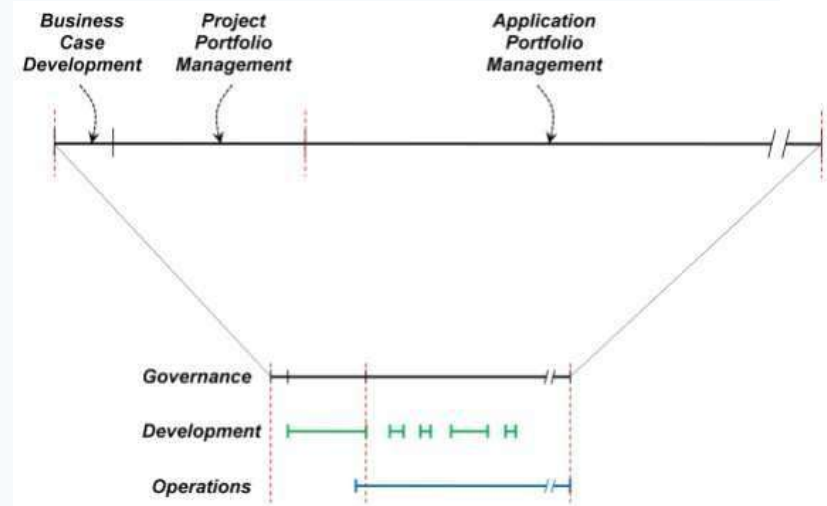 Business
Case
Development
Project
Portfolio
Management
Application
Portfolio
Management
Governance
Development
Operations